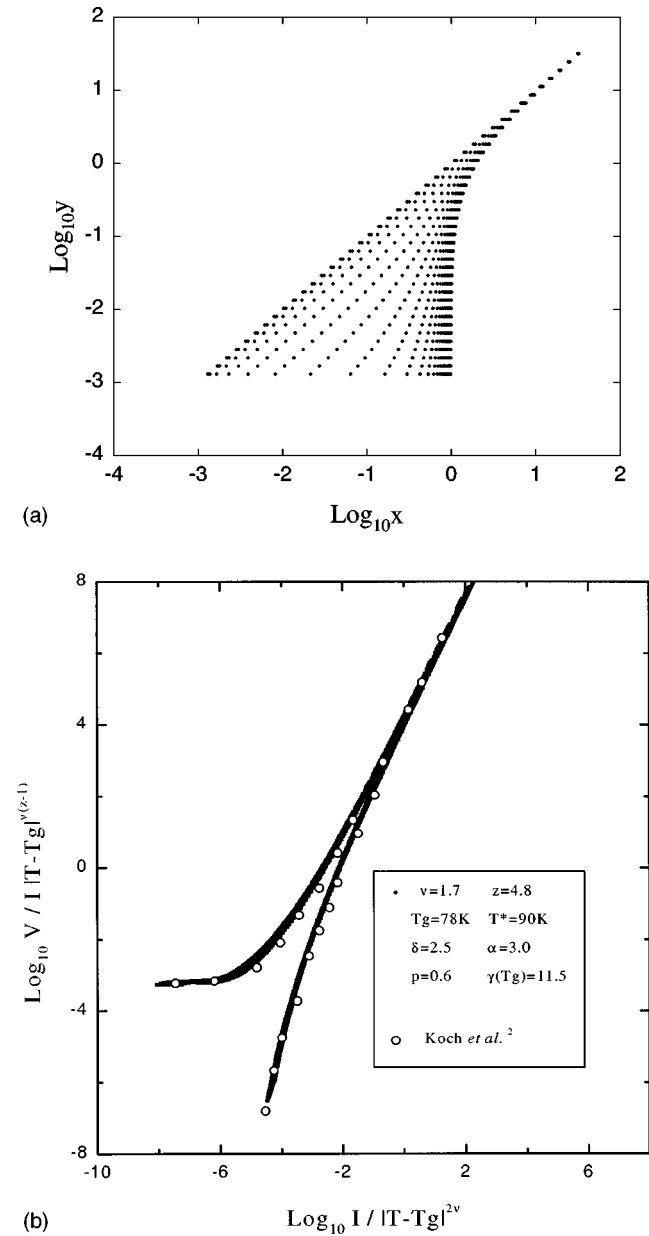 2
1
0
-1
-2
-3
-4
Log₁₀y
-4 -3 -2 -1 0 1 2
(a)
Log₁₀x
8
4
0
-4
-8
Log₁₀ V / I |T-Tg|^ν(z-1)
• ν=1.7 z=4.8
Tg=78K T*=90K
δ=2.5 α=3.0
p=0.6 γ(Tg)=11.5
○ Koch et al. ²
-10 -6 -2 2 6
(b)
Log₁₀ I / |T-Tg|^2ν